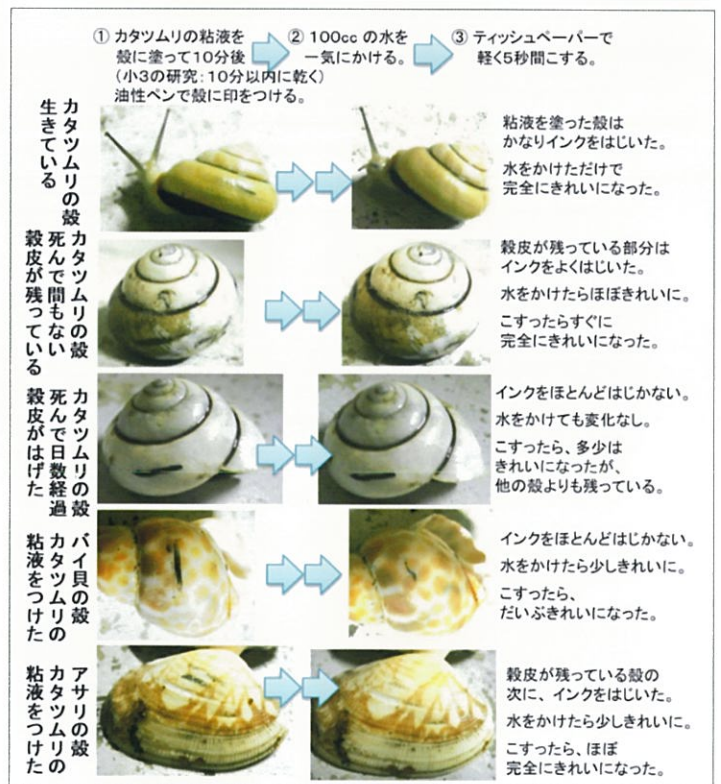 ① カタツムリの粘液を
殻に塗って10分後
(小3の研究:10分以内に乾く)
油性ペンで殻に印をつける。
② 100cc の水を
一気にかける。
③ ティッシュペーパーで
軽く5秒間こする。
カタツムリの殻
生きている
粘液を塗った殻は
かなりインクをはじいた。
水をかけただけで
完全にきれいになった。
カタツムリの殻
死んで間もない
殻皮が残っている
殻皮が残っている部分は
インクをよくはじいた。
水をかけたらほぼきれいに。
こすったらすぐに
完全にきれいになった。
カタツムリの殻
死んで日数経過
殻皮がはげた
インクをほとんどはじかない。
水をかけても変化なし。
こすったら、多少は
きれいになったが、
他の殻よりも残っている。
バイ貝の殻
カタツムリの
粘液をつけた
インクをほとんどはじかない。
水をかけたら少しきれいに。
こすったら、
だいぶきれいになった。
アサリの殻
カタツムリの
粘液をつけた
殻皮が残っている殻の
次に、インクをはじいた。
水をかけたら少しきれいに。
こすったら、ほぼ
完全にきれいになった。